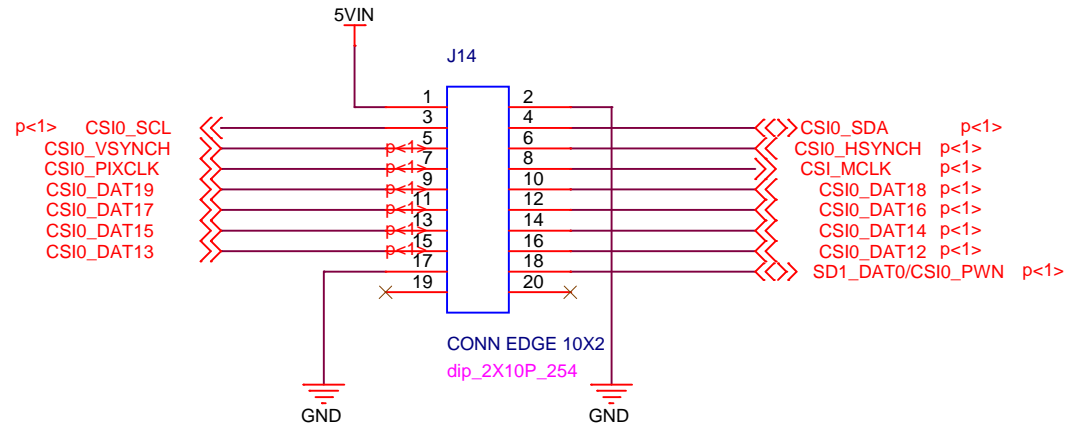 5VIN
J14
1 2
p<1> CSI0_SCL 3 4 CSI0_SDA p<1>
CSI0_VSYNCH p<1> 5 6 CSI0_HSYNCH p<1>
CSI0_PIXCLK p<1> 7 8 CSI_MCLK p<1>
CSI0_DAT19 p<1> 9 10 CSI0_DAT18 p<1>
CSI0_DAT17 p<1> 11 12 CSI0_DAT16 p<1>
CSI0_DAT15 p<1> 13 14 CSI0_DAT14 p<1>
CSI0_DAT13 p<1> 15 16 CSI0_DAT12 p<1>
17 18 SD1_DAT0/CSI0_PWN p<1>
19 20
CONN EDGE 10X2
dip_2X10P_254
GND GND